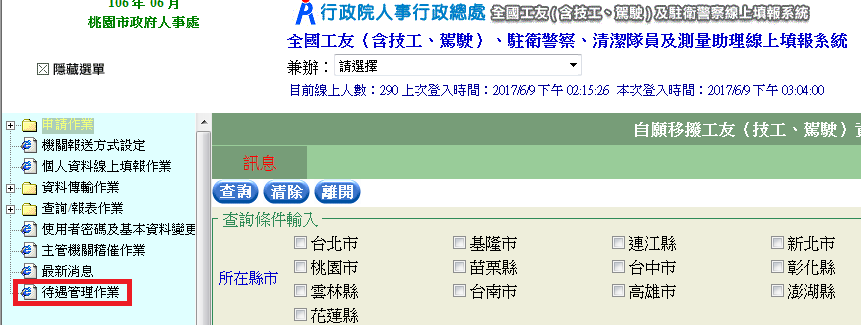 106 年 06 月
桃園市政府人事處
隱藏選單
行政院人事行政總處 全國工友(含技工、駕駛)及駐衛警察線上填報系統
全國工友(含技工、駕駛)、駐衛警察、清潔隊員及測量助理線上填報系統
兼辦： 請選擇
目前線上人數：290 上次登入時間：2017/6/9 下午 02:15:26 本次登入時間：2017/6/9 下午 03:04:00
申請作業
機關報送方式設定
個人資料線上填報作業
資料傳輸作業
查詢/報表作業
使用者密碼及基本資料變更
主管機關稽催作業
最新消息
待遇管理作業
自願移撥工友(技工、駕駛)
訊息
查詢 清除 離開
查詢條件輸入
所在縣市
台北市 基隆市 連江縣 新北市
桃園市 苗栗縣 台中市 彰化縣
雲林縣 台南市 高雄市 澎湖縣
花蓮縣